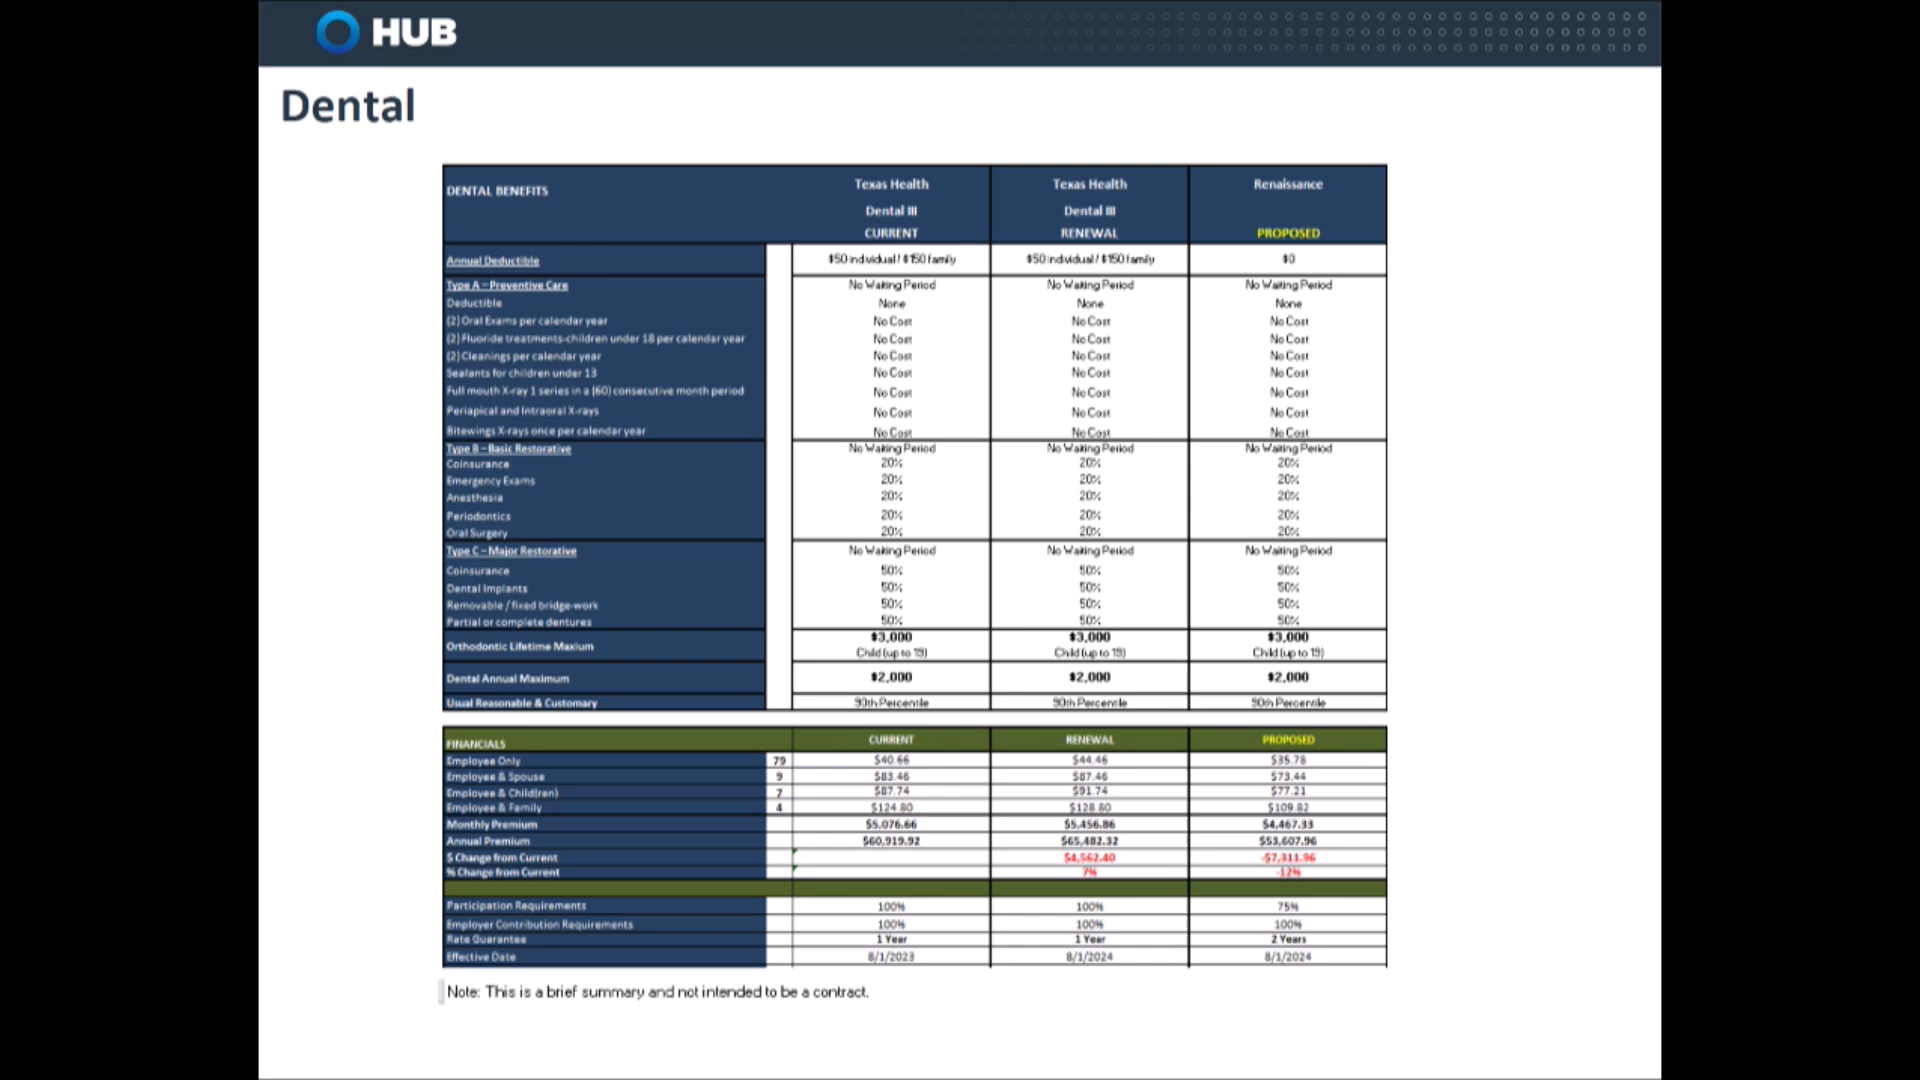 HUB
Dental
DENTAL BENEFITS
Texas Health Texas Health Renaissance
Dental III Dental III
CURRENT RENEWAL PROPOSED
Annual Deductible $50 individual / $150 family $50 individual / $150 family $0
Type A – Preventive Care No Waiting Period No Waiting Period No Waiting Period
Deductible None None None
(2) Oral Exams per calendar year No Cost No Cost No Cost
(2) Fluoride treatments-children under 18 per calendar year No Cost No Cost No Cost
(2) Cleanings per calendar year No Cost No Cost No Cost
Sealants for children under 13 No Cost No Cost No Cost
Full mouth X-ray 1 series in a (60) consecutive month period No Cost No Cost No Cost
Periapical and Intraoral X-rays No Cost No Cost No Cost
Bitewings X-rays once per calendar year No Cost No Cost No Cost
Type B – Basic Restorative No Waiting Period No Waiting Period No Waiting Period
Coinsurance 20% 20% 20%
Emergency Exams 20% 20% 20%
Anesthesia 20% 20% 20%
Periodontics 20% 20% 20%
Oral Surgery 20% 20% 20%
Type C – Major Restorative No Waiting Period No Waiting Period No Waiting Period
Coinsurance 50% 50% 50%
Dental Implants 50% 50% 50%
Removable / fixed bridge-work 50% 50% 50%
Partial or complete dentures 50% 50% 50%
Orthodontic Lifetime Maxium $3,000 $3,000 $3,000
Child (up to 19) Child (up to 19) Child (up to 19)
Dental Annual Maximum $2,000 $2,000 $2,000
Usual Reasonable & Customary 90th Percentile 90th Percentile 90th Percentile
FINANCIALS CURRENT RENEWAL PROPOSED
Employee Only 79 $40.66 $44.46 $35.78
Employee & Spouse 9 $83.46 $87.46 $73.44
Employee & Child(ren) 7 $87.74 $91.74 $77.21
Employee & Family 4 $124.80 $128.80 $109.82
Monthly Premium $5,076.66 $5,456.86 $4,467.33
Annual Premium $60,919.92 $65,482.32 $53,607.96
$ Change from Current $4,562.40 -$7,311.96
% Change from Current 7% -12%
Participation Requirements 100% 100% 75%
Employer Contribution Requirements 100% 100% 100%
Rate Guarantee 1 Year 1 Year 2 Years
Effective Date 8/1/2023 8/1/2024 8/1/2024
Note: This is a brief summary and not intended to be a contract.